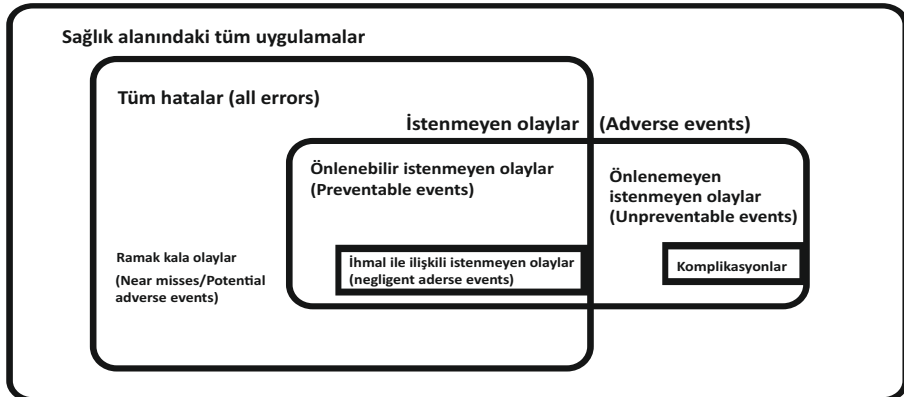 Sağlık alanındaki tüm uygulamalar
Tüm hatalar (all errors)
İstenmeyen olaylar (Adverse events)
Önlenebilir istenmeyen olaylar
(Preventable events)
Önlenemeyen
istenmeyen olaylar
(Unpreventable events)
Ramak kala olaylar
(Near misses/Potential
adverse events)
İhmal ile ilişkili istenmeyen olaylar
(negligent aderse events)
Komplikasyonlar